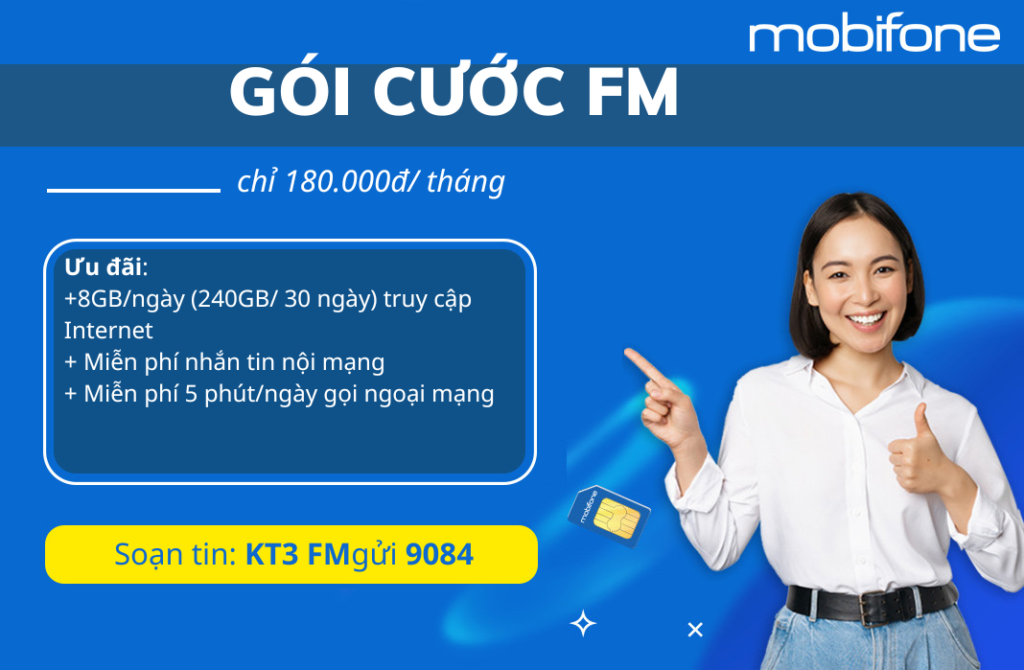 mobifone
GÓI CƯỚC FM
chỉ 180.000đ/ tháng
Ưu đãi:
+8GB/ngày (240GB/ 30 ngày) truy cập
Internet
+ Miễn phí nhắn tin nội mạng
+ Miễn phí 5 phút/ngày gọi ngoại mạng
mobifone
Soạn tin: KT3 FMgửi 9084